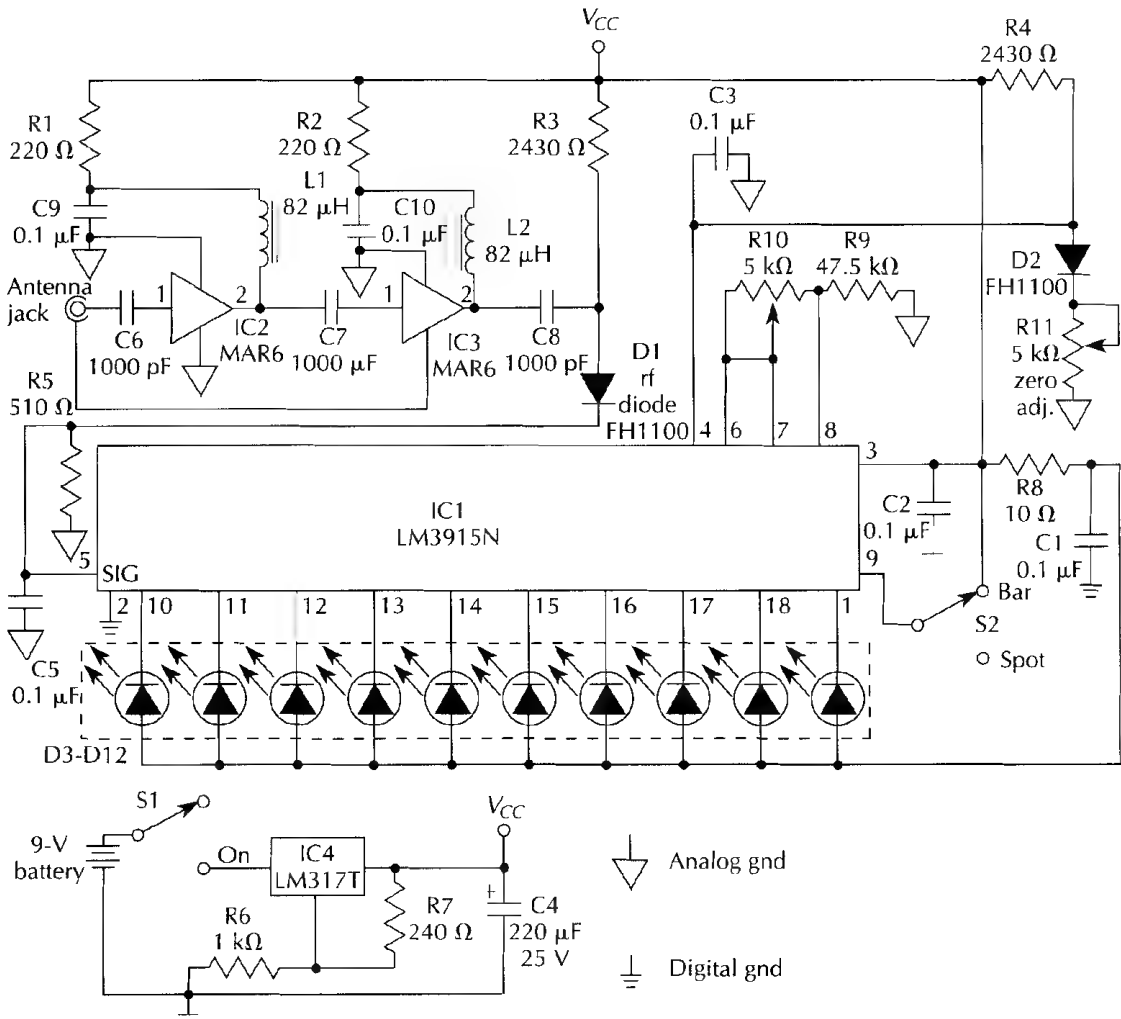 V_CC
R4
2430 Ω
R1
220 Ω
R2
220 Ω
R3
2430 Ω
C3
0.1 µF
L1
82 µH
C9
0.1 µF
C10
0.1 µF
L2
82 µH
R10
5 kΩ
R9
47.5 kΩ
D2
FH1100
Antenna
jack
1
2
C6
1000 pF
IC2
MAR6
1
2
C7
1000 µF
IC3
MAR6
C8
1000 pF
D1
rf
diode
FH1100
R11
5 kΩ
zero
adj.
R5
510 Ω
4
6
7
8
3
IC1
LM3915N
C2
0.1 µF
R8
10 Ω
C1
0.1 µF
9
5
SIG
2
10
11
12
13
14
15
16
17
18
1
Bar
S2
Spot
C5
0.1 µF
D3-D12
S1
9-V
battery
On
IC4
LM317T
V_CC
R6
1 kΩ
R7
240 Ω
+
C4
220 µF
25 V
Analog gnd
Digital gnd